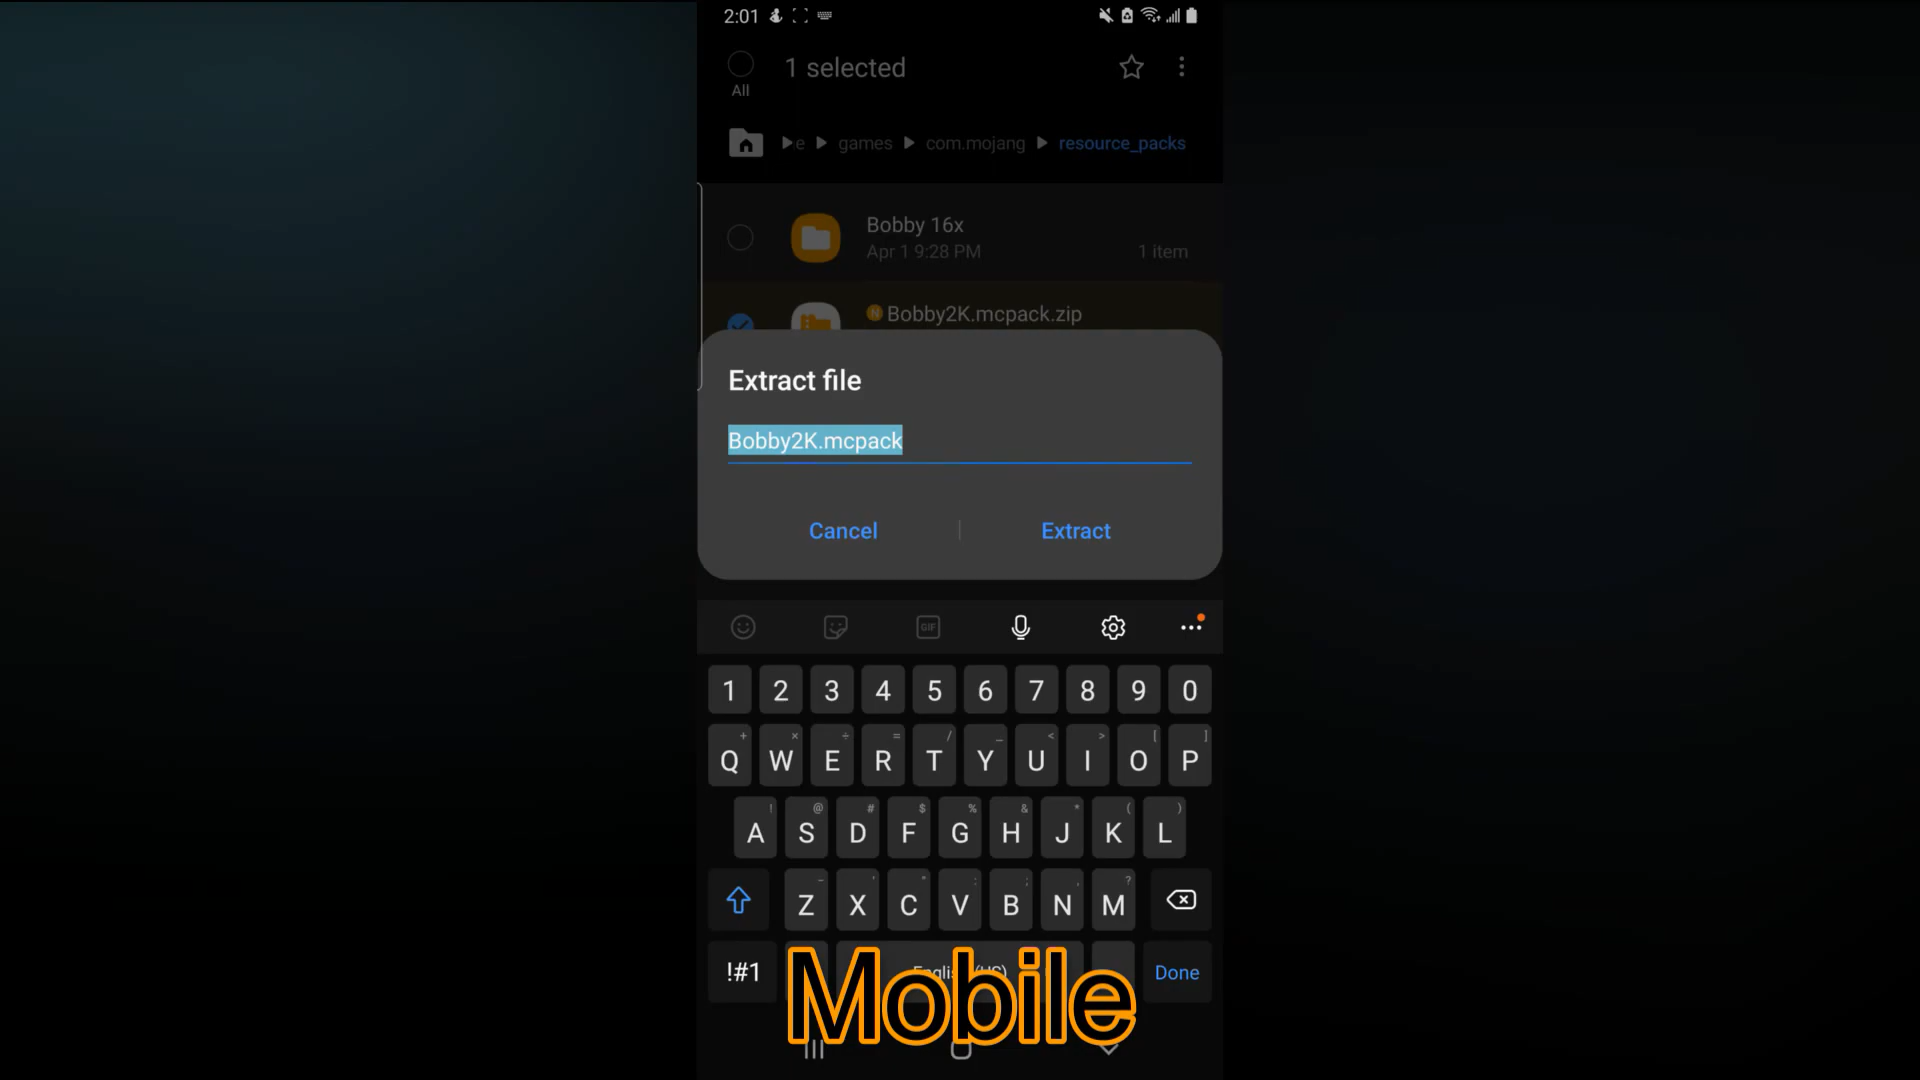 2:01
1 selected
All
e ▶ games ▶ com.mojang ▶ resource_packs
Bobby 16x
Apr 1 9:28 PM
1 item
N Bobby2K.mcpack.zip
Extract file
Bobby2K.mcpack
Cancel | Extract
GIF
1 2 3 4 5 6 7 8 9 0
+ × ÷ = / _ < > [ ]
Q W E R T Y U I O P
! @ # $ % & * ( )
A S D F G H J K L
- ' " : ; , ?
Z X C V B N M
!#1
Done
Mobile